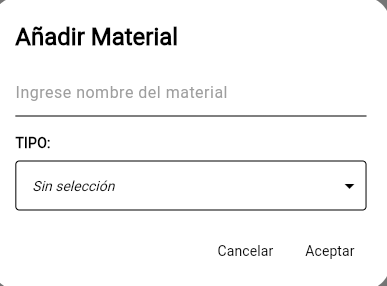 Añadir Material
Ingrese nombre del material
TIPO:
Sin selección
Cancelar Aceptar